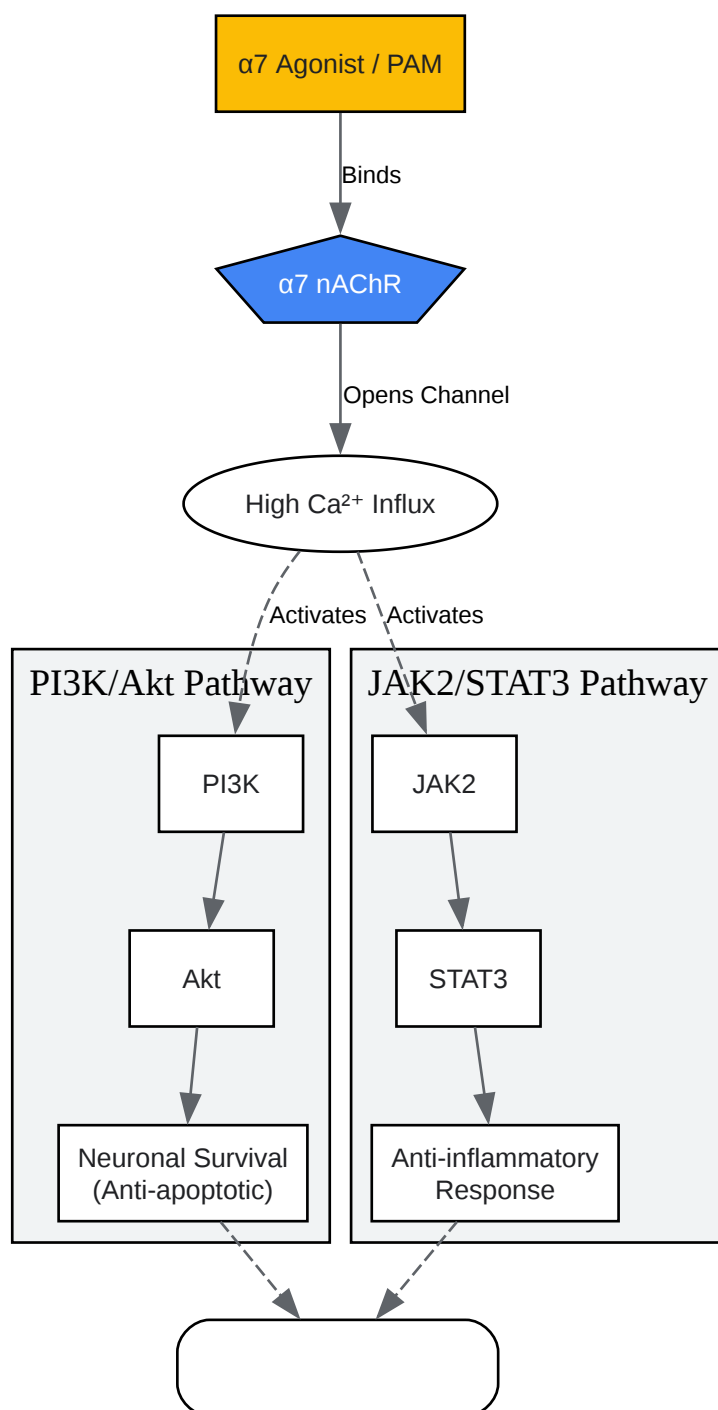 α7 Agonist / PAM
Binds
α7 nAChR
Opens Channel
High Ca²⁺ Influx
Activates
Activates
PI3K/Akt Pathway
JAK2/STAT3 Pathway
PI3K
JAK2
Akt
STAT3
Neuronal Survival
(Anti-apoptotic)
Anti-inflammatory
Response